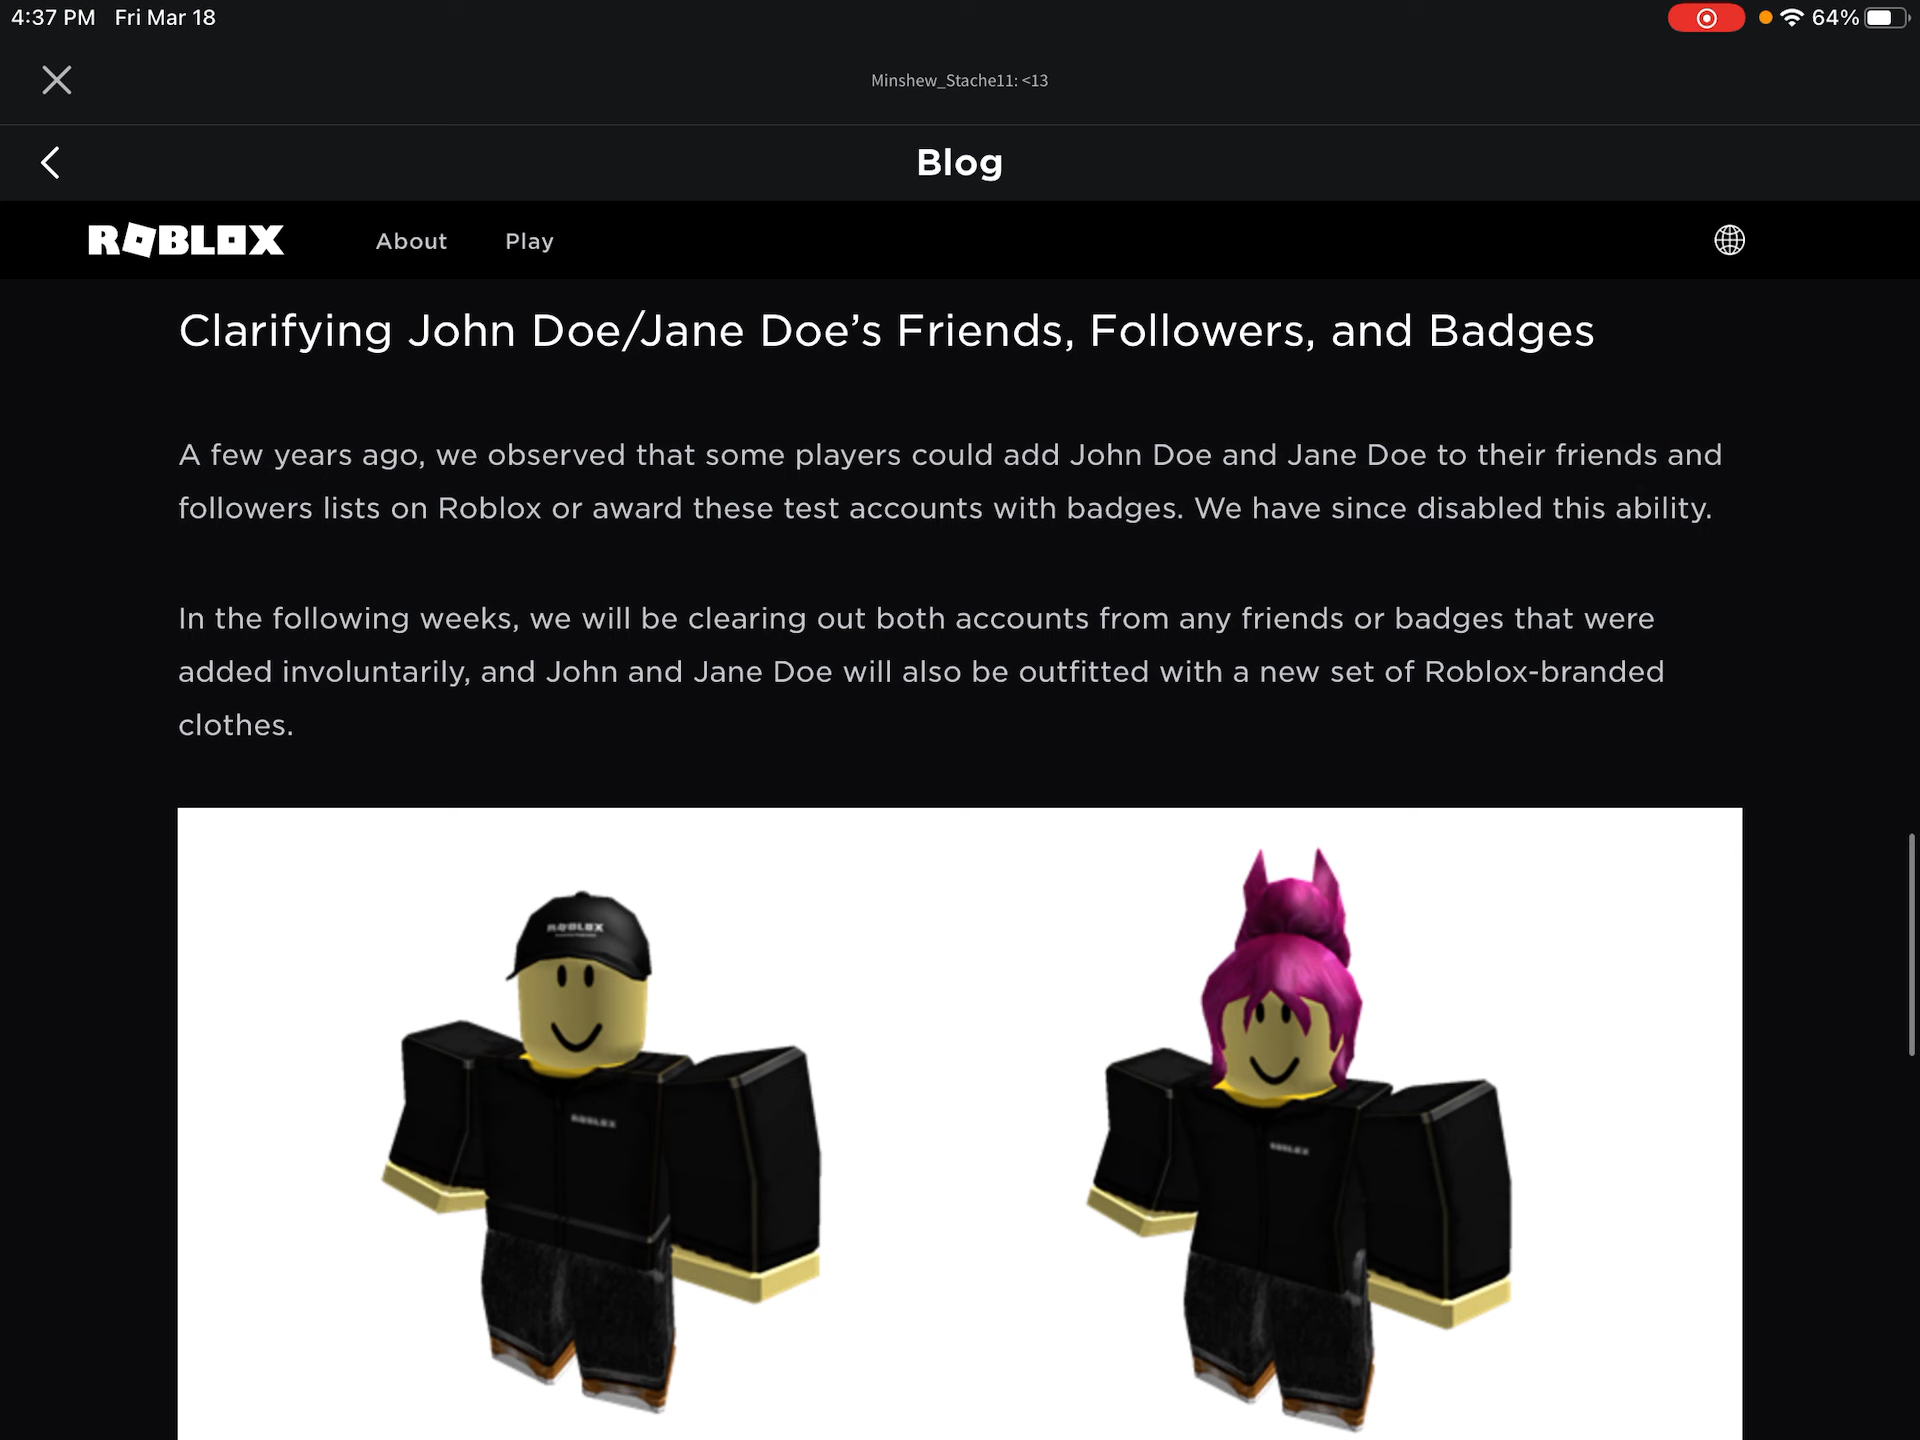 4:37 PM Fri Mar 18 64%
Minshew_Stache11: <13
Blog
ROBLOX About Play
Clarifying John Doe/Jane Doe’s Friends, Followers, and Badges
A few years ago, we observed that some players could add John Doe and Jane Doe to their friends and
followers lists on Roblox or award these test accounts with badges. We have since disabled this ability.
In the following weeks, we will be clearing out both accounts from any friends or badges that were
added involuntarily, and John and Jane Doe will also be outfitted with a new set of Roblox-branded
clothes.
ROBLOX
ROBLOX
ROBLOX